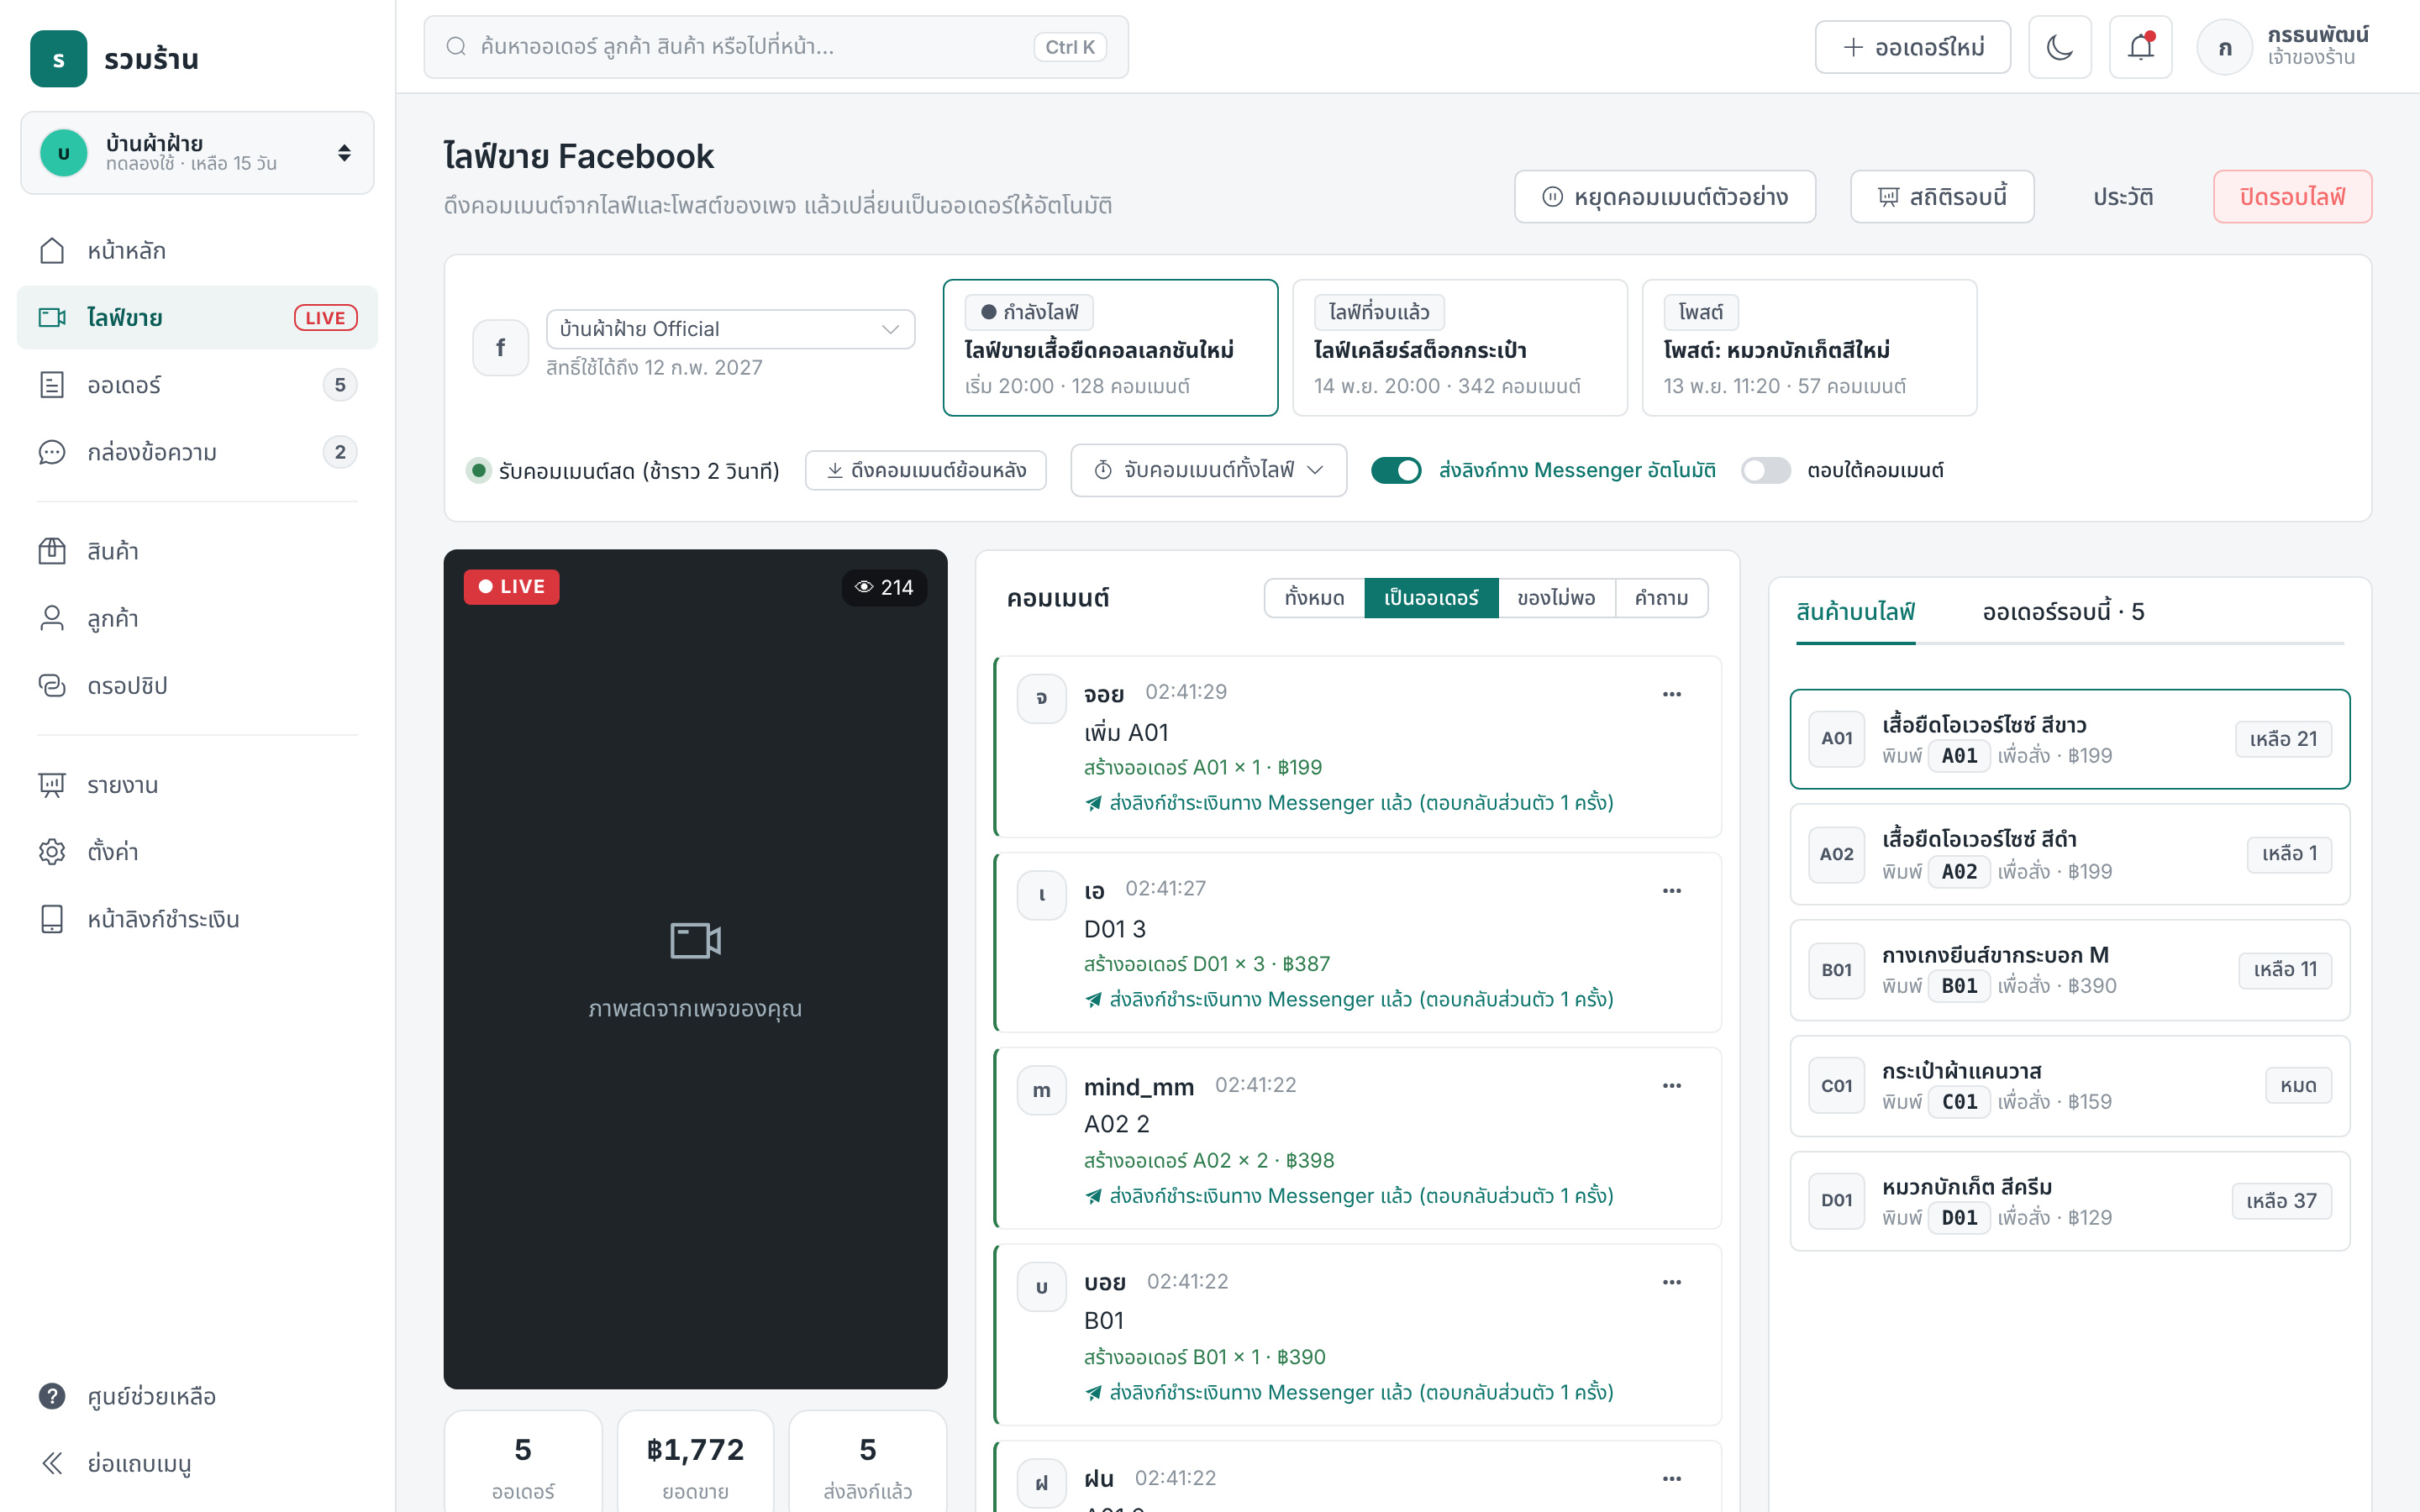 s รวมร้าน
บ บ้านผ้าฝ้าย
ทดลองใช้ · เหลือ 15 วัน
หน้าหลัก
ไลฟ์ขาย LIVE
ออเดอร์ 5
กล่องข้อความ 2
สินค้า
ลูกค้า
ดรอปชิป
รายงาน
ตั้งค่า
หน้าลิงก์ชำระเงิน
ศูนย์ช่วยเหลือ
ย่อแถบเมนู
ค้นหาออเดอร์ ลูกค้า สินค้า หรือไปที่หน้า... Ctrl K
ออเดอร์ใหม่
ก กรธนพัฒน์
เจ้าของร้าน
ไลฟ์ขาย Facebook
ดึงคอมเมนต์จากไลฟ์และโพสต์ของเพจ แล้วเปลี่ยนเป็นออเดอร์ให้อัตโนมัติ
หยุดคอมเมนต์ตัวอย่าง สถิติรอบนี้ ประวัติ ปิดรอบไลฟ์
f บ้านผ้าฝ้าย Official
สิทธิ์ใช้ได้ถึง 12 ก.พ. 2027
กำลังไลฟ์
ไลฟ์ขายเสื้อยืดคอลเลกชันใหม่
เริ่ม 20:00 · 128 คอมเมนต์
ไลฟ์ที่จบแล้ว
ไลฟ์เคลียร์สต็อกกระเป๋า
14 พ.ย. 20:00 · 342 คอมเมนต์
โพสต์
โพสต์: หมวกบักเก็ตสีใหม่
13 พ.ย. 11:20 · 57 คอมเมนต์
รับคอมเมนต์สด (ช้าราว 2 วินาที) ดึงคอมเมนต์ย้อนหลัง จับคอมเมนต์ทั้งไลฟ์ ส่งลิงก์ทาง Messenger อัตโนมัติ ตอบใต้คอมเมนต์
LIVE 214
ภาพสดจากเพจของคุณ
5
ออเดอร์
฿1,772
ยอดขาย
5
ส่งลิงก์แล้ว
คอมเมนต์ ทั้งหมด เป็นออเดอร์ ของไม่พอ คำถาม
จ จอย 02:41:29
เพิ่ม A01
สร้างออเดอร์ A01 × 1 · ฿199
ส่งลิงก์ชำระเงินทาง Messenger แล้ว (ตอบกลับส่วนตัว 1 ครั้ง)
เ เอ 02:41:27
D01 3
สร้างออเดอร์ D01 × 3 · ฿387
ส่งลิงก์ชำระเงินทาง Messenger แล้ว (ตอบกลับส่วนตัว 1 ครั้ง)
m mind_mm 02:41:22
A02 2
สร้างออเดอร์ A02 × 2 · ฿398
ส่งลิงก์ชำระเงินทาง Messenger แล้ว (ตอบกลับส่วนตัว 1 ครั้ง)
บ บอย 02:41:22
B01
สร้างออเดอร์ B01 × 1 · ฿390
ส่งลิงก์ชำระเงินทาง Messenger แล้ว (ตอบกลับส่วนตัว 1 ครั้ง)
ฝ ฝน 02:41:22
สินค้าบนไลฟ์ ออเดอร์รอบนี้ · 5
A01 เสื้อยืดโอเวอร์ไซซ์ สีขาว เหลือ 21
พิมพ์ A01 เพื่อสั่ง · ฿199
A02 เสื้อยืดโอเวอร์ไซซ์ สีดำ เหลือ 1
พิมพ์ A02 เพื่อสั่ง · ฿199
B01 กางเกงยีนส์ขากระบอก M เหลือ 11
พิมพ์ B01 เพื่อสั่ง · ฿390
C01 กระเป๋าผ้าแคนวาส หมด
พิมพ์ C01 เพื่อสั่ง · ฿159
D01 หมวกบักเก็ต สีครีม เหลือ 37
พิมพ์ D01 เพื่อสั่ง · ฿129